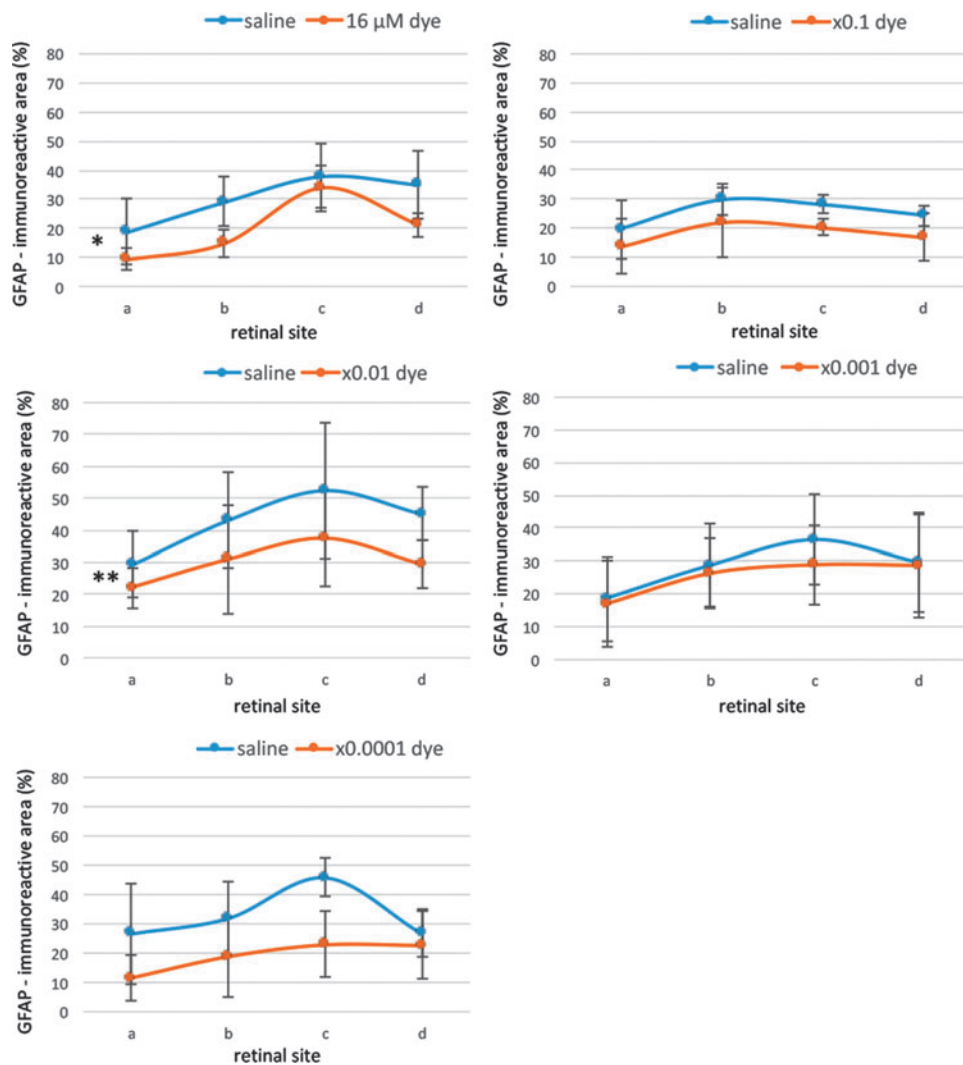 saline 16 μM dye
GFAP - immunoreactive area (%)
80
70
60
50
40
30
20
10
0
*
a b c d
retinal site
saline x0.1 dye
GFAP - immunoreactive area (%)
80
70
60
50
40
30
20
10
0
a b c d
retinal site
saline x0.01 dye
GFAP - immunoreactive area (%)
80
70
60
50
40
30
20
10
0
**
a b c d
retinal site
saline x0.001 dye
GFAP - immunoreactive area (%)
80
70
60
50
40
30
20
10
0
a b c d
retinal site
saline x0.0001 dye
GFAP - immunoreactive area (%)
80
70
60
50
40
30
20
10
0
a b c d
retinal site